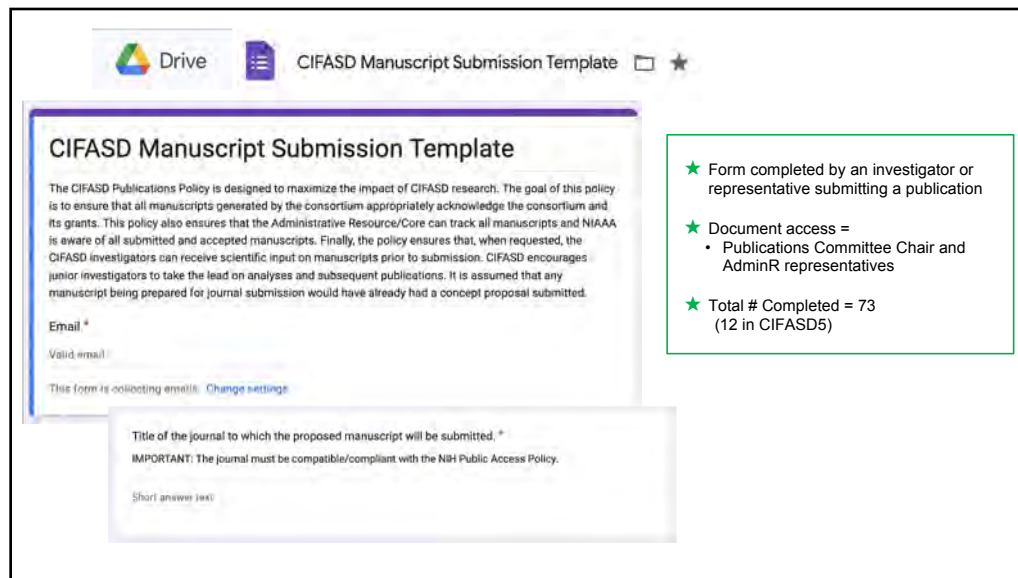 Drive
CIFASD Manuscript Submission Template
CIFASD Manuscript Submission Template
The CIFASD Publications Policy is designed to maximize the impact of CIFASD research. The goal of this policy
is to ensure that all manuscripts generated by the consortium appropriately acknowledge the consortium and
its grants. This policy also ensures that the Administrative Resource/Core can track all manuscripts and NIAAA
is aware of all submitted and accepted manuscripts. Finally, the policy ensures that, when requested, the
CIFASD investigators can receive scientific input on manuscripts prior to submission. CIFASD encourages
junior investigators to take the lead on analyses and subsequent publications. It is assumed that any
manuscript being prepared for journal submission would have already had a concept proposal submitted.
Email *
Valid email
This form is collecting emails. Change settings
Title of the journal to which the proposed manuscript will be submitted. *
IMPORTANT: The journal must be compatible/compliant with the NIH Public Access Policy.
Short answer text
★ Form completed by an investigator or
representative submitting a publication
★ Document access =
• Publications Committee Chair and
AdminR representatives
★ Total # Completed = 73
(12 in CIFASD5)